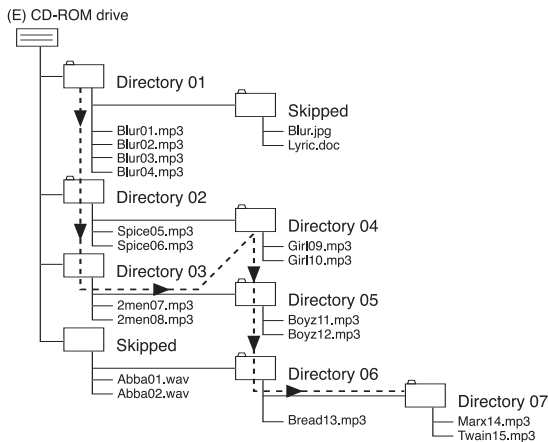 (E) CD-ROM drive
Directory 01
Blur01.mp3
Blur02.mp3
Blur03.mp3
Blur04.mp3
Skipped
Blur.jpg
Lyric.doc
Directory 02
Spice05.mp3
Spice06.mp3
Directory 04
Girl09.mp3
Girl10.mp3
Directory 03
2men07.mp3
2men08.mp3
Directory 05
Boyz11.mp3
Boyz12.mp3
Skipped
Abba01.wav
Abba02.wav
Directory 06
Bread13.mp3
Directory 07
Marx14.mp3
Twain15.mp3